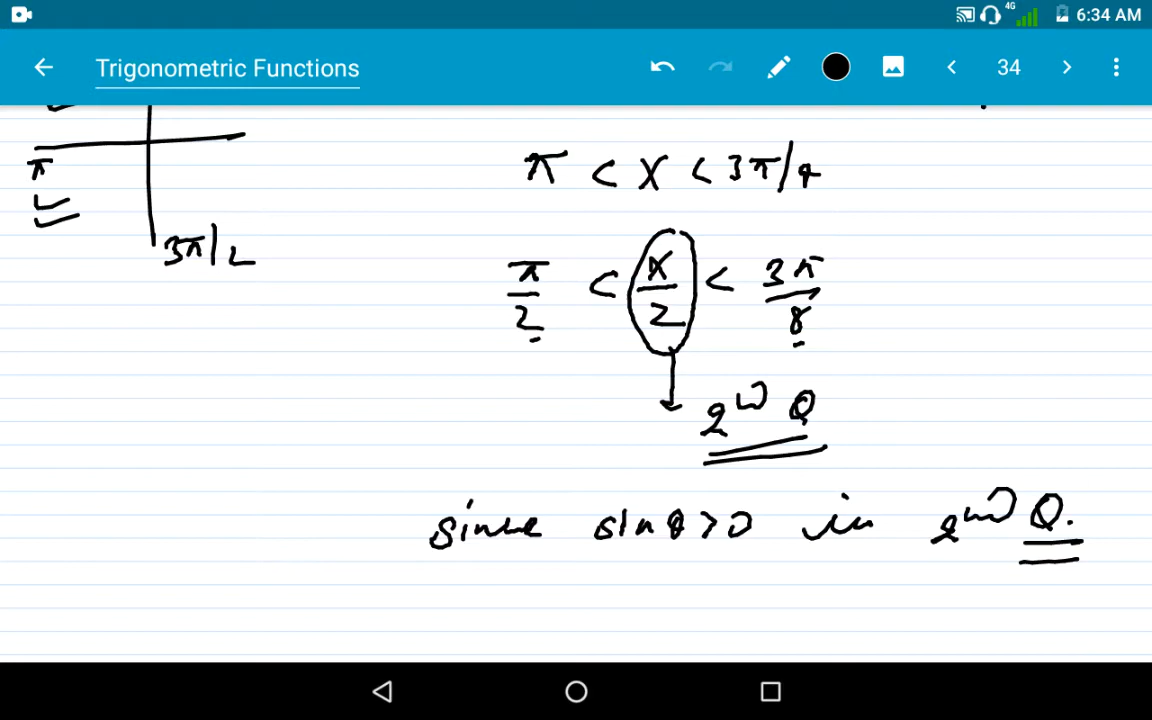 4G 6:34 AM
Trigonometric Functions 34
π
3π/2
π < x < 3π/4
π/2 < x/2 < 3π/8
2nd Q
since sinθ>0 in 2nd Q.